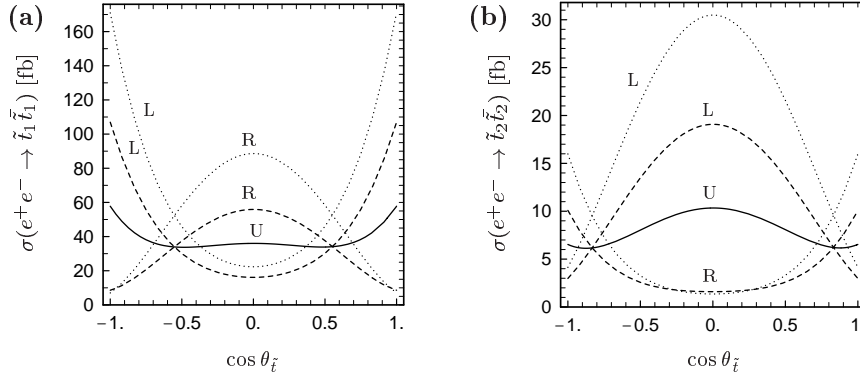 (a)
σ(e⁺e⁻ → t̃₁t̃̄₁) [fb]
160
140
120
100
80
60
40
20
0
L
L
R
R
U
−1.
−0.5
0.
0.5
1.
cos θ_t̃
(b)
σ(e⁺e⁻ → t̃₂t̃̄₂) [fb]
30
25
20
15
10
5
0
L
L
U
R
−1.
−0.5
0.
0.5
1.
cos θ_t̃